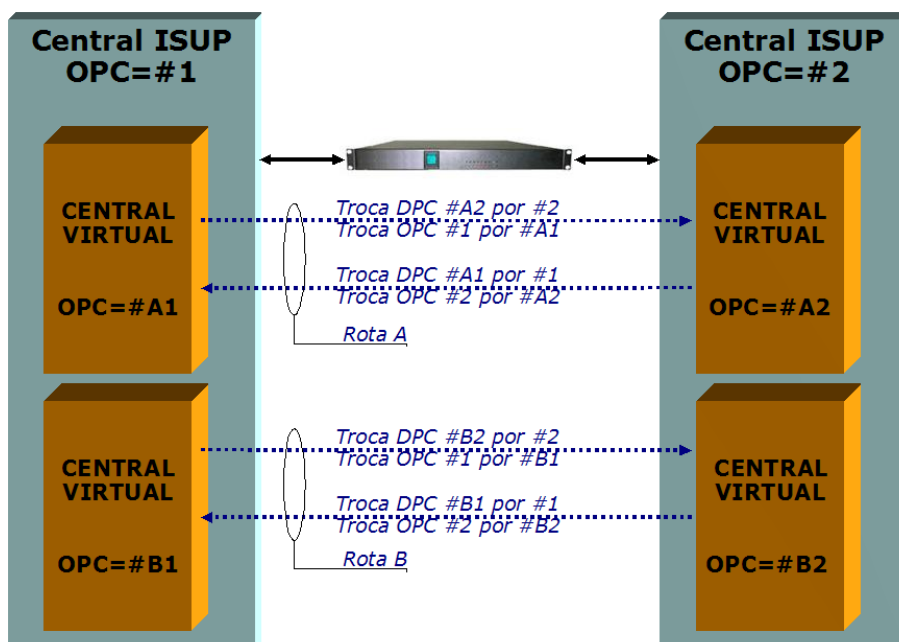 Central ISUP
OPC=#1
Central ISUP
OPC=#2
CENTRAL
VIRTUAL
OPC=#A1
Troca DPC #A2 por #2
Troca OPC #1 por #A1
Troca DPC #A1 por #1
Troca OPC #2 por #A2
Rota A
CENTRAL
VIRTUAL
OPC=#A2
CENTRAL
VIRTUAL
OPC=#B1
Troca DPC #B2 por #2
Troca OPC #1 por #B1
Troca DPC #B1 por #1
Troca OPC #2 por #B2
Rota B
CENTRAL
VIRTUAL
OPC=#B2